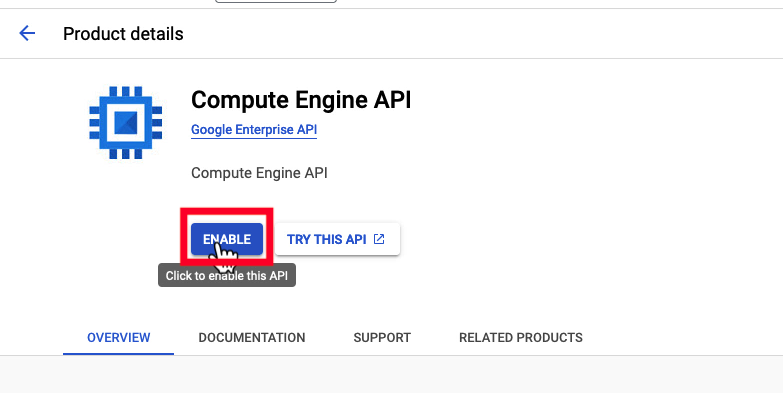 Product details
Compute Engine API
Google Enterprise API
Compute Engine API
ENABLE
TRY THIS API
Click to enable this API
OVERVIEW
DOCUMENTATION
SUPPORT
RELATED PRODUCTS